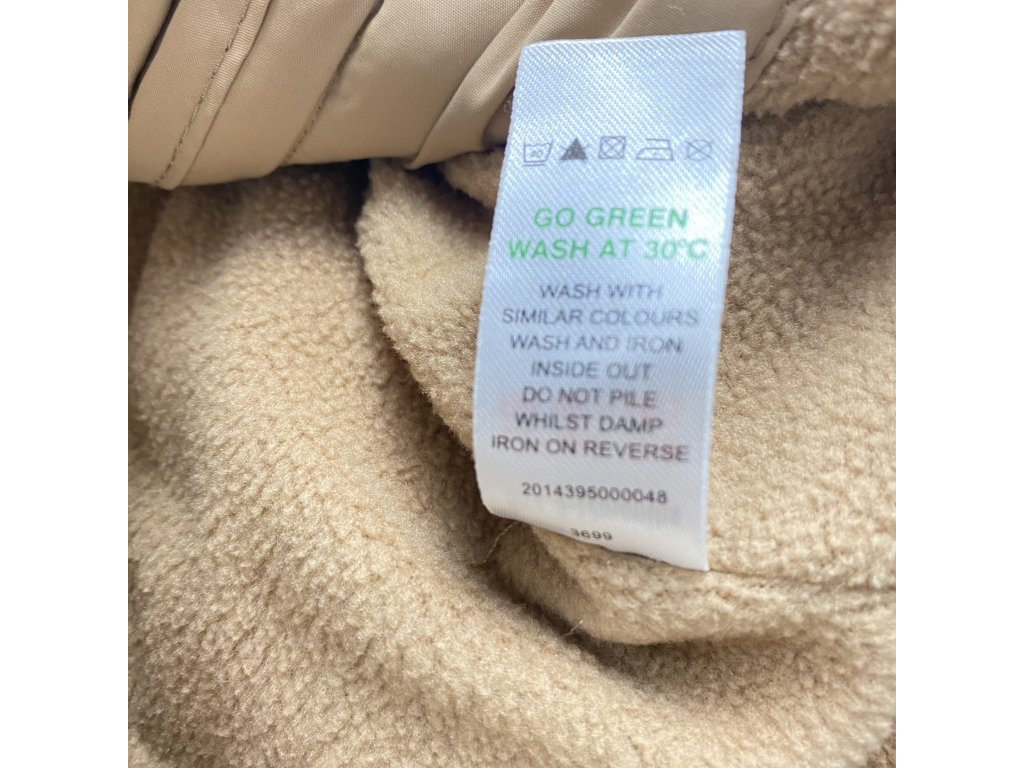 40
GO GREEN
WASH AT 30°C
WASH WITH
SIMILAR COLOURS
WASH AND IRON
INSIDE OUT
DO NOT PILE
WHILST DAMP
IRON ON REVERSE
2014395000048
3699